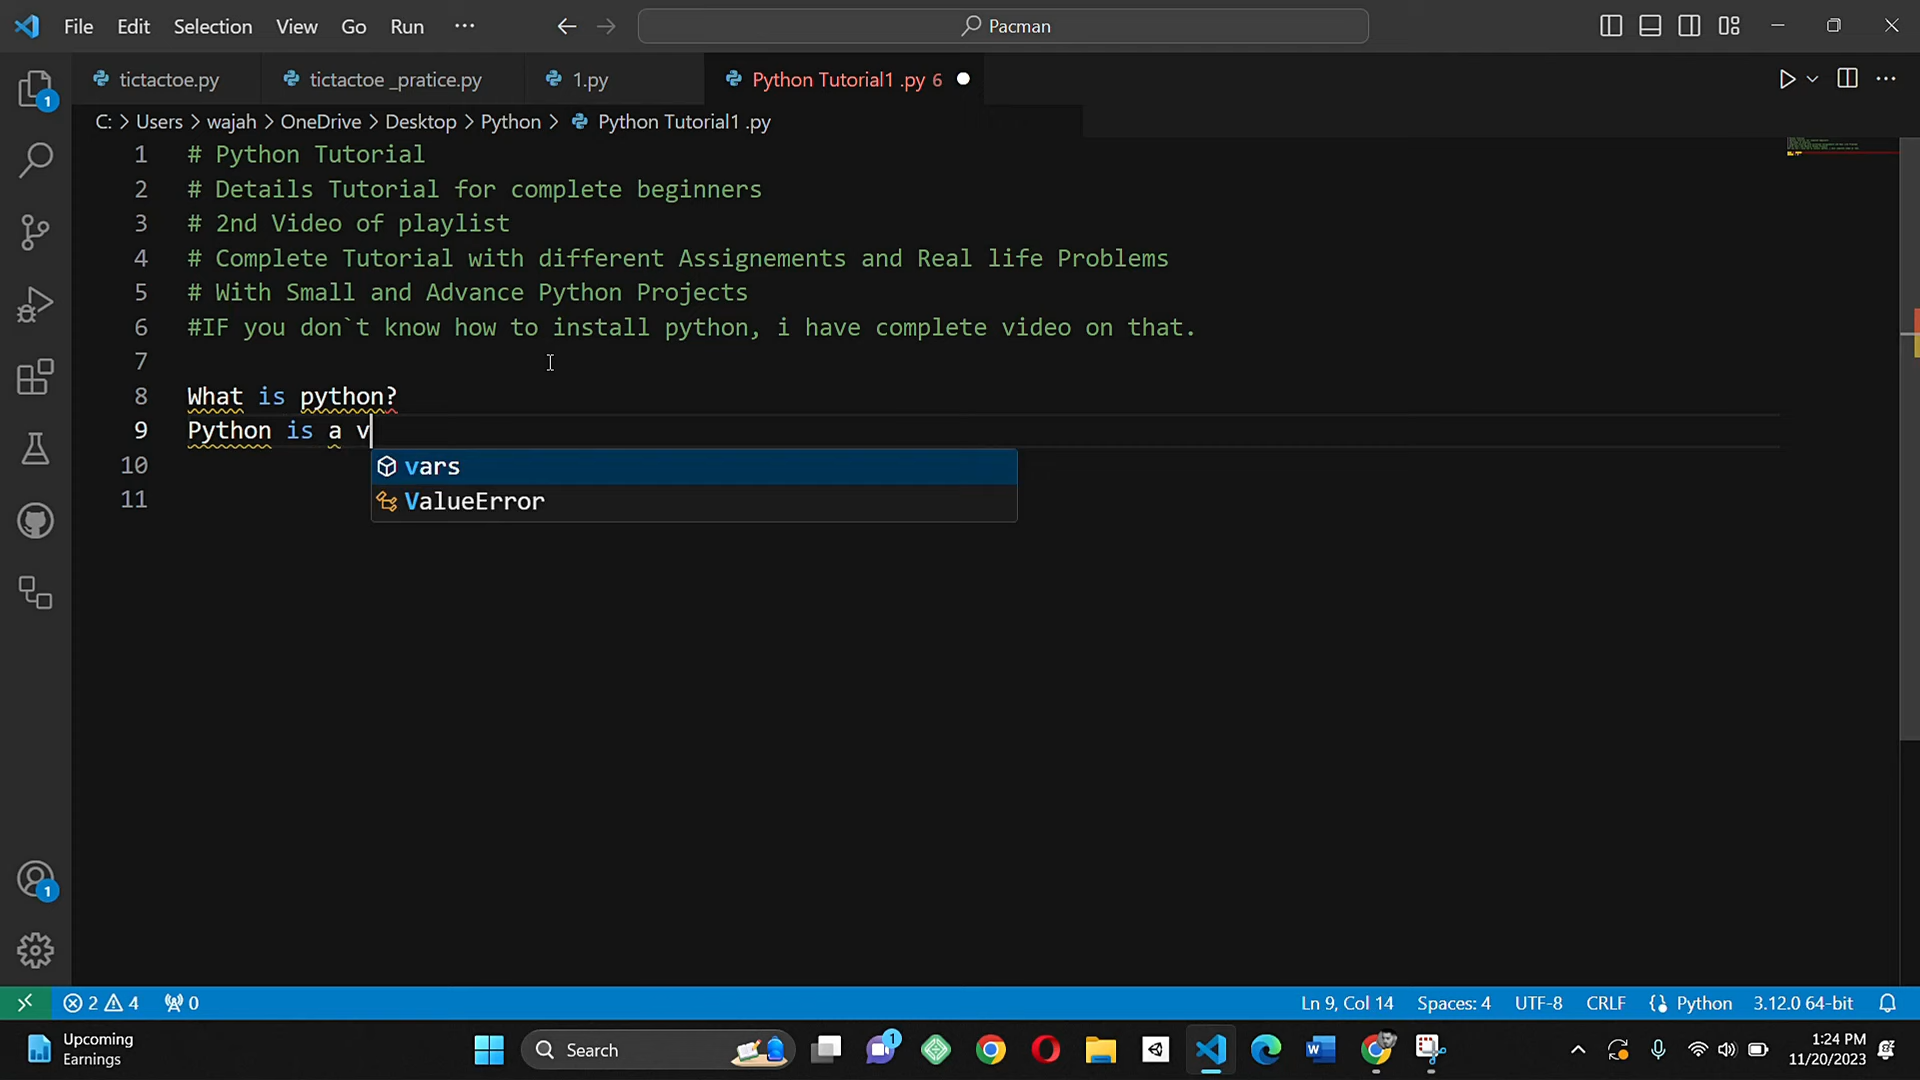 File Edit Selection View Go Run ··· Pacman
tictactoe.py tictactoe _pratice.py 1.py Python Tutorial1 .py 6
C: > Users > wajah > OneDrive > Desktop > Python > Python Tutorial1 .py
1 # Python Tutorial
2 # Details Tutorial for complete beginners
3 # 2nd Video of playlist
4 # Complete Tutorial with different Assignements and Real life Problems
5 # With Small and Advance Python Projects
6 #IF you don`t know how to install python, i have complete video on that.
7
8 What is python?
9 Python is a v
10 vars
11 ValueError
1
1
2 4 0 Ln 9, Col 14 Spaces: 4 UTF-8 CRLF Python 3.12.0 64-bit
Upcoming
Earnings
Search
1
1:24 PM
11/20/2023